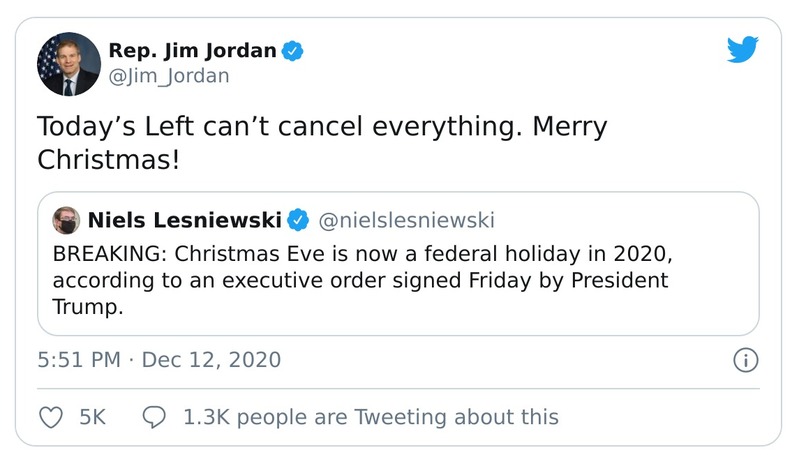 Rep. Jim Jordan
@Jim_Jordan
Today’s Left can’t cancel everything. Merry
Christmas!
Niels Lesniewski @nielslesniewski
BREAKING: Christmas Eve is now a federal holiday in 2020,
according to an executive order signed Friday by President
Trump.
5:51 PM · Dec 12, 2020
5K 1.3K people are Tweeting about this